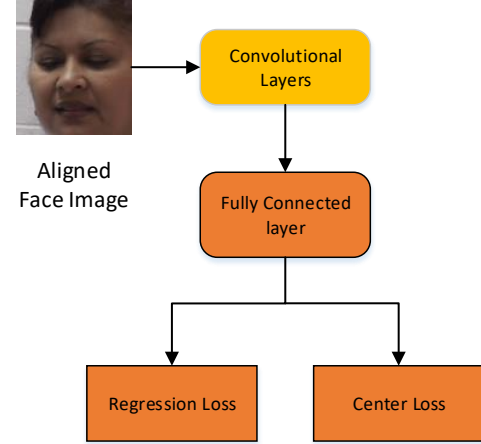 Convolutional
Layers
Aligned
Face Image
Fully Connected
layer
Regression Loss
Center Loss